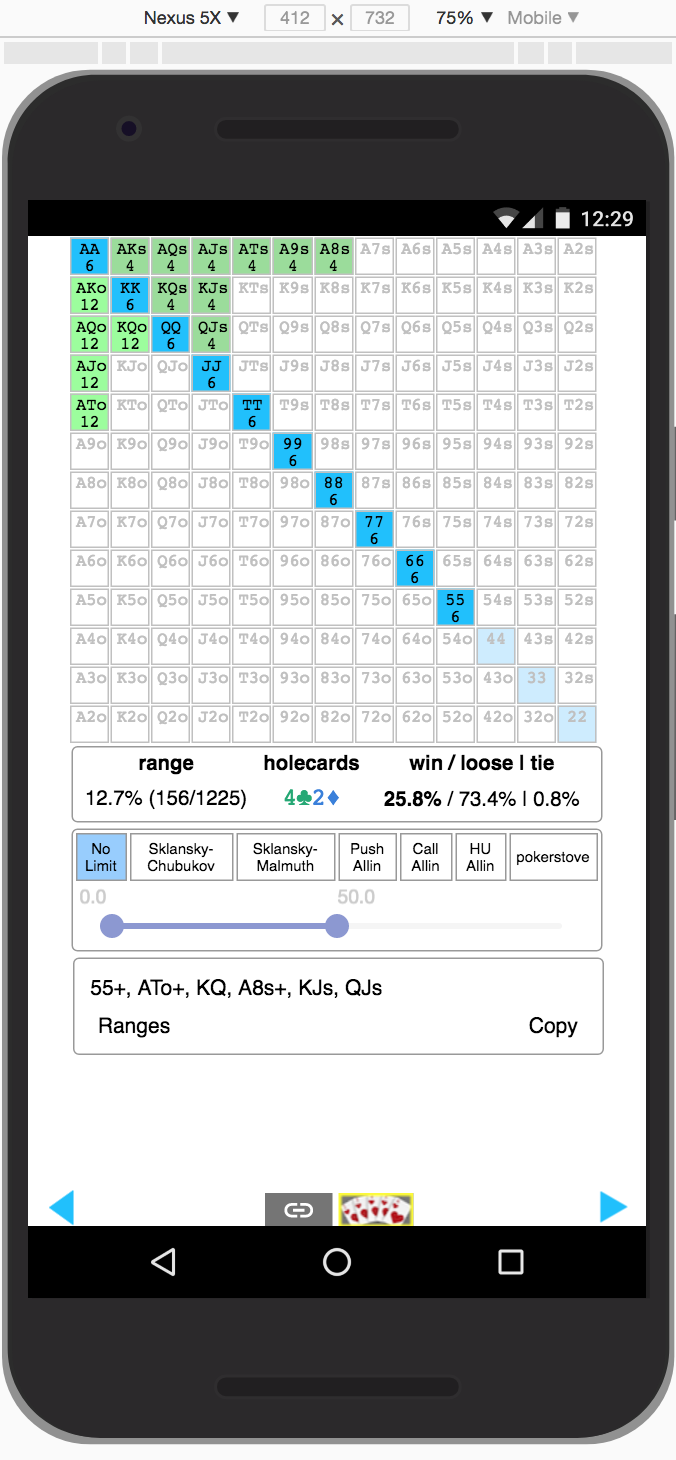 Nexus 5X ▼ 412 × 732 75% ▼ Mobile ▼
12:29
AA AKs AQs AJs ATs A9s A8s A7s A6s A5s A4s A3s A2s
6 4 4 4 4 4 4
AKo KK KQs KJs KTs K9s K8s K7s K6s K5s K4s K3s K2s
12 6 4 4
AQo KQo QQ QJs QTs Q9s Q8s Q7s Q6s Q5s Q4s Q3s Q2s
12 12 6 4
AJo KJo QJo JJ JTs J9s J8s J7s J6s J5s J4s J3s J2s
12 6
ATo KTo QTo JTo TT T9s T8s T7s T6s T5s T4s T3s T2s
12 6
A9o K9o Q9o J9o T9o 99 98s 97s 96s 95s 94s 93s 92s
6
A8o K8o Q8o J8o T8o 98o 88 87s 86s 85s 84s 83s 82s
6
A7o K7o Q7o J7o T7o 97o 87o 77 76s 75s 74s 73s 72s
6
A6o K6o Q6o J6o T6o 96o 86o 76o 66 65s 64s 63s 62s
6
A5o K5o Q5o J5o T5o 95o 85o 75o 65o 55 54s 53s 52s
6
A4o K4o Q4o J4o T4o 94o 84o 74o 64o 54o 44 43s 42s
A3o K3o Q3o J3o T3o 93o 83o 73o 63o 53o 43o 33 32s
A2o K2o Q2o J2o T2o 92o 82o 72o 62o 52o 42o 32o 22
range holecards win / loose | tie
12.7% (156/1225) 4♣2♦ 25.8% / 73.4% | 0.8%
No Sklansky- Sklansky- Push Call HU pokerstove
Limit Chubukov Malmuth Allin Allin Allin
0.0 50.0
55+, ATo+, KQ, A8s+, KJs, QJs
Ranges Copy